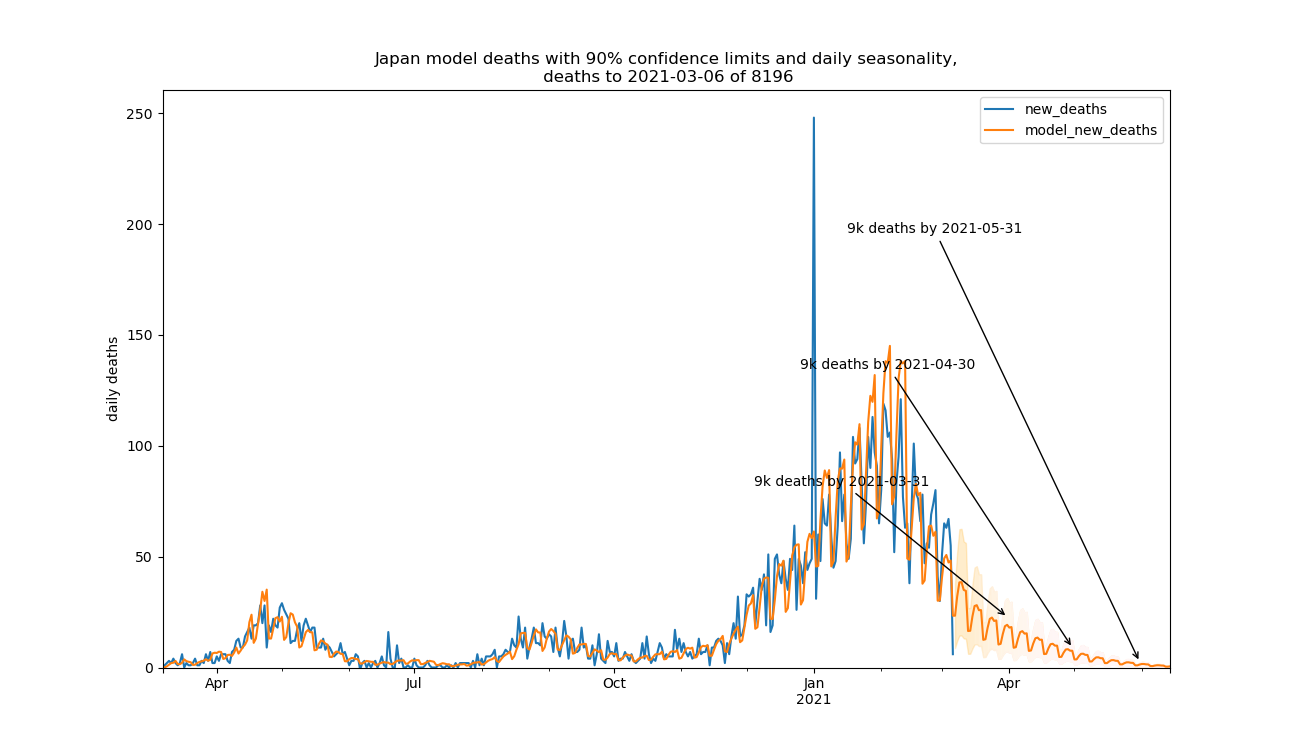 Japan model deaths with 90% confidence limits and daily seasonality,
deaths to 2021-03-06 of 8196
250
200
150
100
50
0
daily deaths
new_deaths
model_new_deaths
9k deaths by 2021-05-31
9k deaths by 2021-04-30
9k deaths by 2021-03-31
Apr
Jul
Oct
Jan
2021
Apr